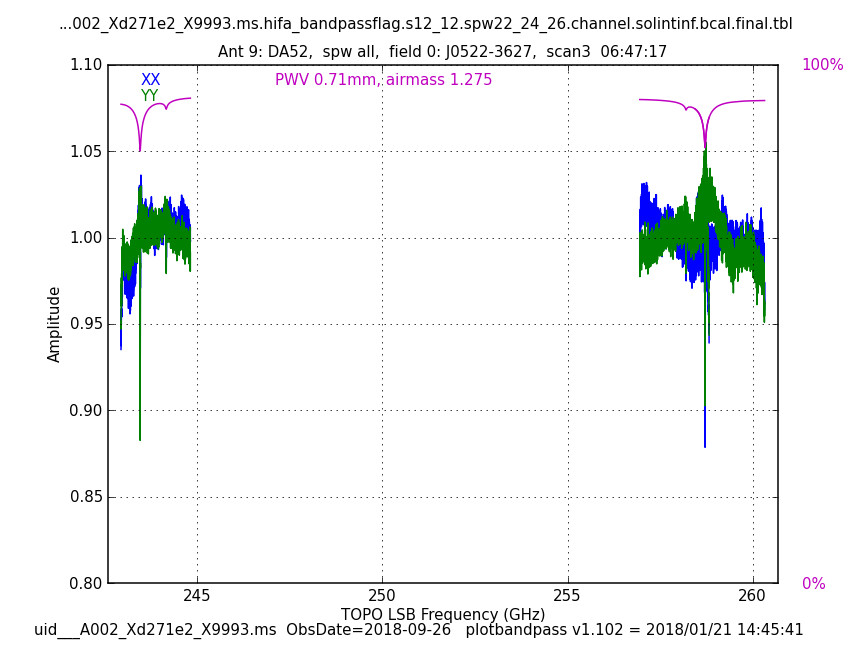 ...002_Xd271e2_X9993.ms.hifa_bandpassflag.s12_12.spw22_24_26.channel.solintinf.bcal.final.tbl
Ant 9: DA52,  spw all,  field 0: J0522-3627,  scan3  06:47:17
1.10
XX
PWV 0.71mm, airmass 1.275
100%
YY
1.05
1.00
Amplitude
0.95
0.90
0.85
0.80
0%
245
250
255
260
TOPO LSB Frequency (GHz)
uid___A002_Xd271e2_X9993.ms  ObsDate=2018-09-26   plotbandpass v1.102 = 2018/01/21 14:45:41